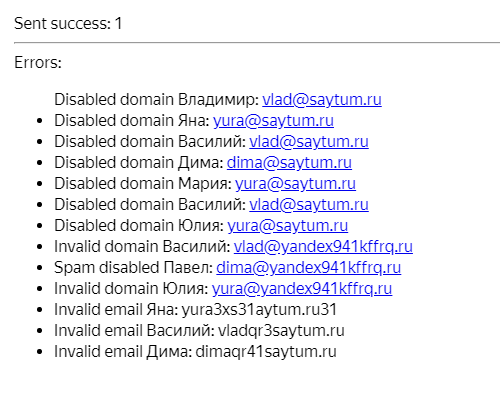 Sent success: 1
Errors:
Disabled domain Владимир: vlad@saytum.ru
Disabled domain Яна: yura@saytum.ru
Disabled domain Василий: vlad@saytum.ru
Disabled domain Дима: dima@saytum.ru
Disabled domain Мария: yura@saytum.ru
Disabled domain Василий: vlad@saytum.ru
Disabled domain Юлия: yura@saytum.ru
Invalid domain Василий: vlad@yandex941kffrq.ru
Spam disabled Павел: dima@yandex941kffrq.ru
Invalid domain Юлия: yura@yandex941kffrq.ru
Invalid email Яна: yura3xs31aytum.ru31
Invalid email Василий: vladqr3saytum.ru
Invalid email Дима: dimaqr41saytum.ru